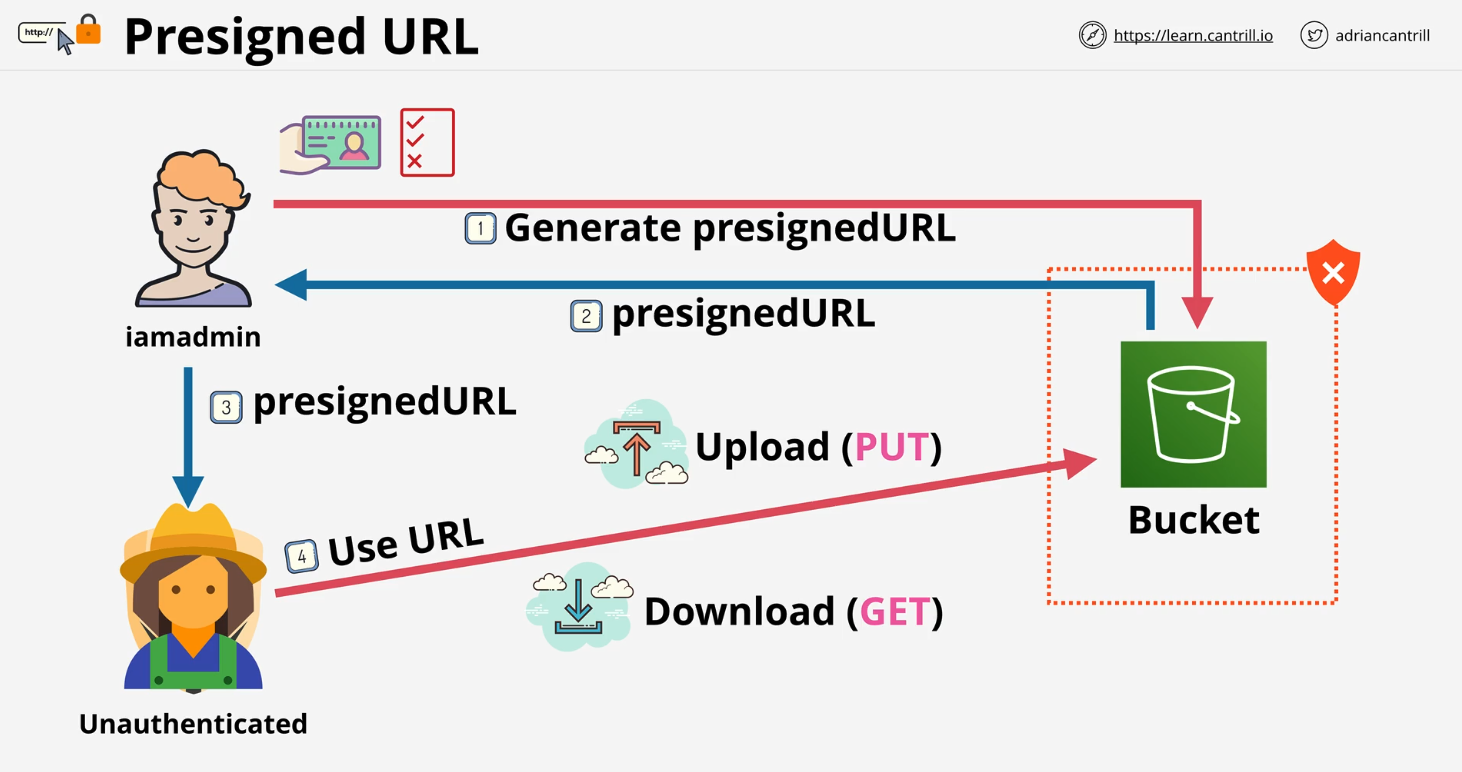 http://
Presigned URL
https://learn.cantrill.io
adriancantrill
1 Generate presignedURL
2 presignedURL
iamadmin
3 presignedURL
Upload (PUT)
Bucket
4 Use URL
Download (GET)
Unauthenticated